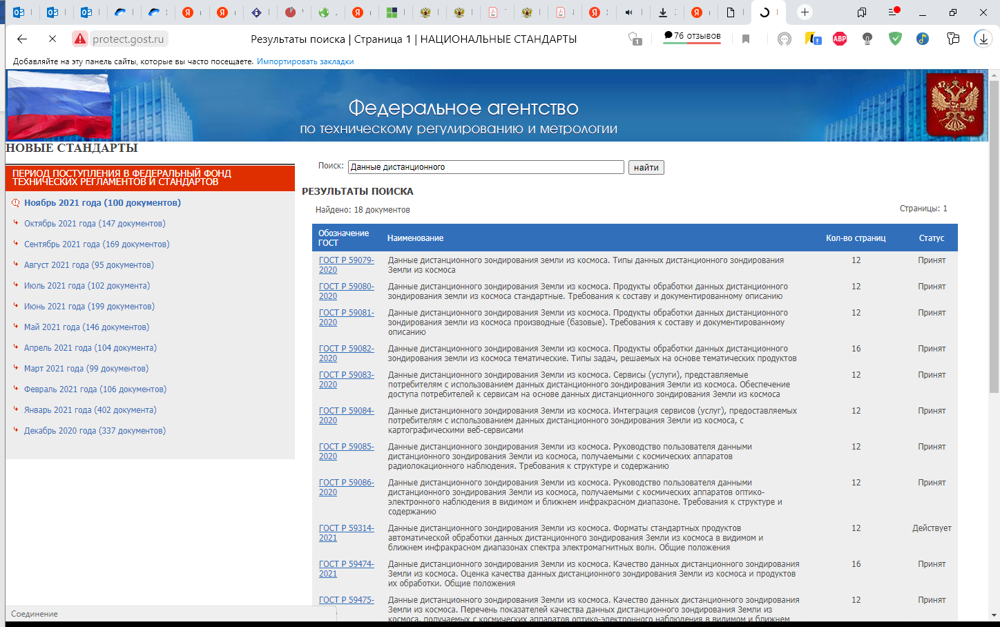 protect.gost.ru
Результаты поиска | Страница 1 | НАЦИОНАЛЬНЫЕ СТАНДАРТЫ
1
76 отзывов
ABP
Добавляйте на эту панель сайты, которые вы часто посещаете. Импортировать закладки
Федеральное агентство
по техническому регулированию и метрологии
НОВЫЕ СТАНДАРТЫ
ПЕРИОД ПОСТУПЛЕНИЯ В ФЕДЕРАЛЬНЫЙ ФОНД
ТЕХНИЧЕСКИХ РЕГЛАМЕНТОВ И СТАНДАРТОВ
Ноябрь 2021 года (100 документов)
Октябрь 2021 года (147 документов)
Сентябрь 2021 года (169 документов)
Август 2021 года (95 документов)
Июль 2021 года (102 документа)
Июнь 2021 года (199 документов)
Май 2021 года (146 документов)
Апрель 2021 года (104 документа)
Март 2021 года (99 документов)
Февраль 2021 года (106 документов)
Январь 2021 года (402 документа)
Декабрь 2020 года (337 документов)
Поиск: Данные дистанционного найти
РЕЗУЛЬТАТЫ ПОИСКА
Найдено: 18 документов
Страницы: 1
Обозначение
ГОСТ
Наименование
Кол-во страниц
Статус
ГОСТ Р 59079-
2020
Данные дистанционного зондирования земли из космоса. Типы данных дистанционного зондирования
Земли из космоса
12
Принят
ГОСТ Р 59080-
2020
Данные дистанционного зондирования Земли из космоса. Продукты обработки данных дистанционного
зондирования земли из космоса стандартные. Требования к составу и документированному описанию
12
Принят
ГОСТ Р 59081-
2020
Данные дистанционного зондирования Земли из космоса. Продукты обработки данных дистанционного
зондирования земли из космоса производные (базовые). Требования к составу и документированному
описанию
12
Принят
ГОСТ Р 59082-
2020
Данные дистанционного зондирования Земли из космоса. Продукты обработки данных дистанционного
зондирования земли из космоса тематические. Типы задач, решаемых на основе тематических продуктов
16
Принят
ГОСТ Р 59083-
2020
Данные дистанционного зондирования Земли из космоса. Сервисы (услуги), представляемые
потребителям с использованием данных дистанционного зондирования Земли из космоса. Обеспечение
доступа потребителей к сервисам на основе данных дистанционного зондирования Земли из космоса
12
Принят
ГОСТ Р 59084-
2020
Данные дистанционного зондирования Земли из космоса. Интеграция сервисов (услуг), предоставляемых
потребителям с использованием данных дистанционного зондирования Земли из космоса, с
картографическими веб-сервисами
12
Принят
ГОСТ Р 59085-
2020
Данные дистанционного зондирования Земли из космоса. Руководство пользователя данными
дистанционного зондирования Земли из космоса, получаемыми с космических аппаратов
радиолокационного наблюдения. Требования к структуре и содержанию
12
Принят
ГОСТ Р 59086-
2020
Данные дистанционного зондирования Земли из космоса. Руководство пользователя данными
дистанционного зондирования Земли из космоса, получаемыми с космических аппаратов оптико-
электронного наблюдения в видимом и ближнем инфракрасном диапазоне. Требования к структуре и
содержанию
12
Принят
ГОСТ Р 59314-
2021
Данные дистанционного зондирования Земли из космоса. Форматы стандартных продуктов
автоматической обработки данных дистанционного зондирования Земли из космоса в видимом и
ближнем инфракрасном диапазонах спектра электромагнитных волн. Общие положения
12
Действует
ГОСТ Р 59474-
2021
Данные дистанционного зондирования Земли из космоса. Качество данных дистанционного зондирования
Земли из космоса. Оценка качества данных дистанционного зондирования Земли из космоса и продуктов
их обработки. Общие положения
16
Принят
ГОСТ Р 59475-
Данные дистанционного зондирования Земли из космоса. Качество данных дистанционного зондирования
Земли из космоса. Перечень показателей качества данных дистанционного зондирования Земли из
космоса, получаемых с космических аппаратов оптико-электронного наблюдения в видимом и ближнем
12
Принят
Соединение